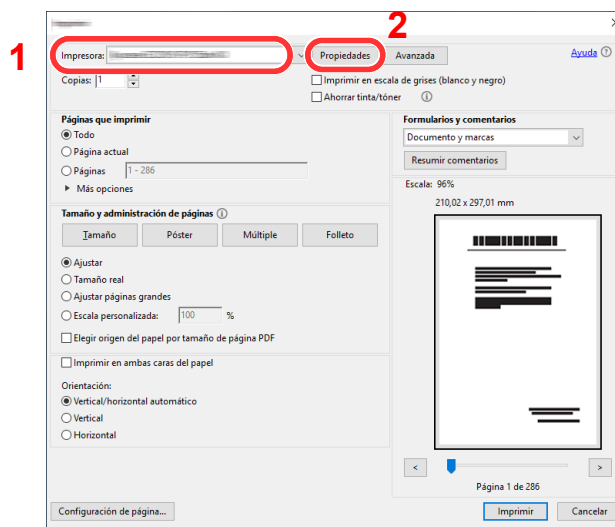 1
2
Impresora:
Propiedades
Avanzada
Ayuda
Copias: 1
Imprimir en escala de grises (blanco y negro)
Ahorrar tinta/tóner
Páginas que imprimir
Todo
Página actual
Páginas 1 - 286
Más opciones
Formularios y comentarios
Documento y marcas
Resumir comentarios
Escala: 96%
210,02 x 297,01 mm
Tamaño y administración de páginas
Tamaño Póster Múltiple Folleto
Ajustar
Tamaño real
Ajustar páginas grandes
Escala personalizada: 100 %
Elegir origen del papel por tamaño de página PDF
Imprimir en ambas caras del papel
Orientación:
Vertical/horizontal automático
Vertical
Horizontal
< >
Página 1 de 286
Configuración de página...
Imprimir Cancelar